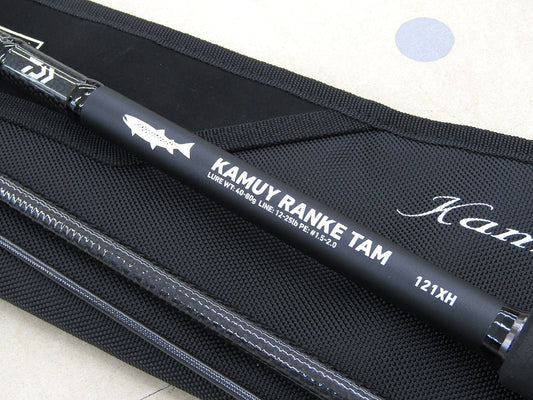 KAMUY RANKE TAM
LURE WT: 40-80g LINE: 12-25lb PE: #1.5-2.0
121XH
Kam